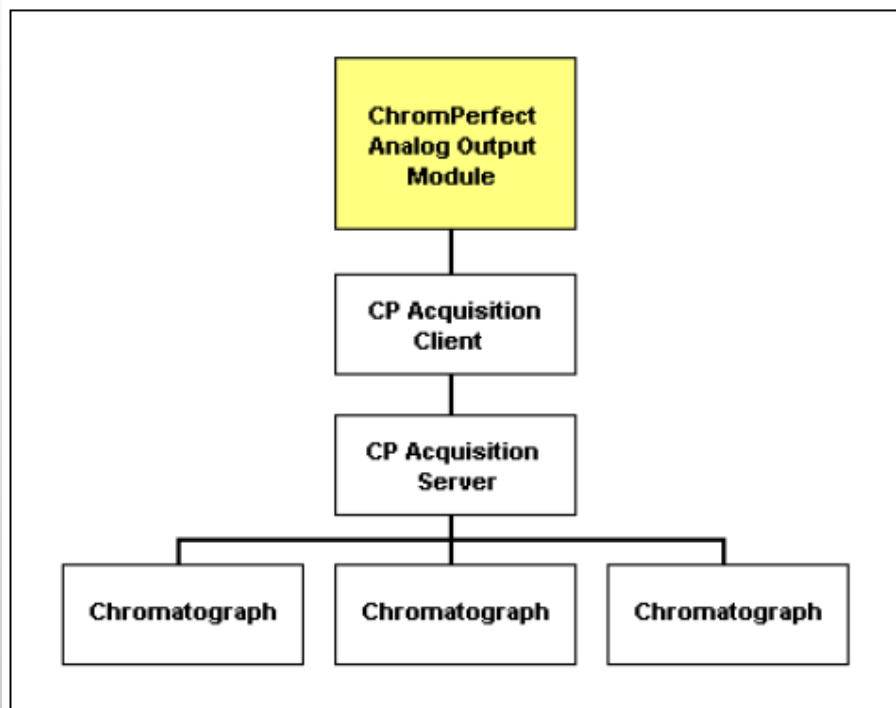 ChromPerfect
Analog Output
Module
CP Acquisition
Client
CP Acquisition
Server
Chromatograph
Chromatograph
Chromatograph